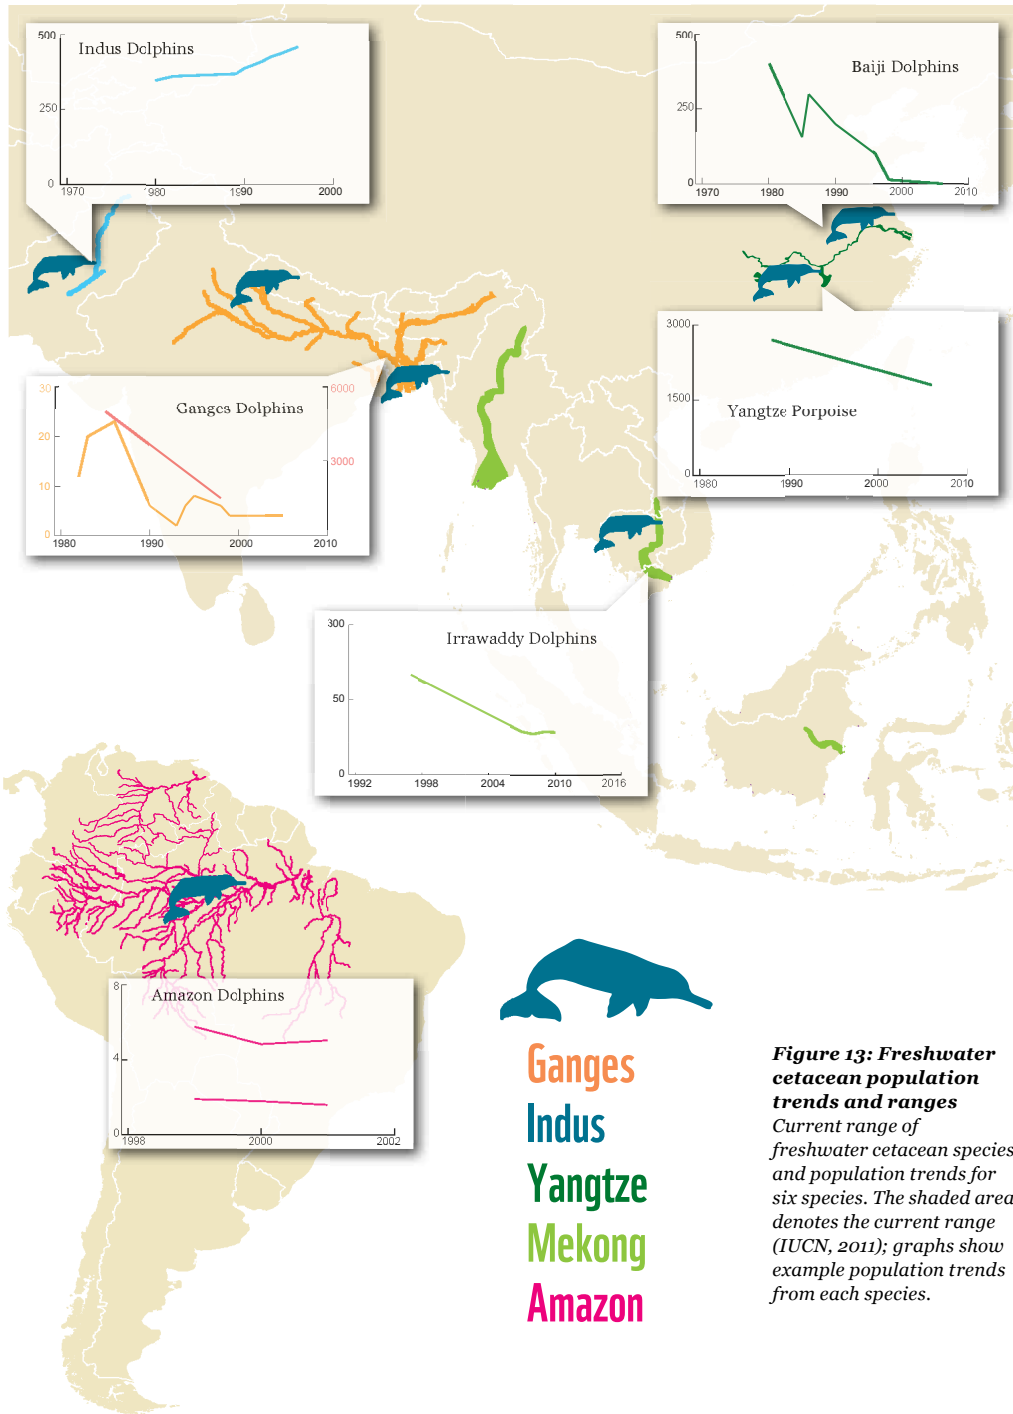 500
Indus Dolphins
250
0
1970
1980
1990
2000
500
Baiji Dolphins
250
0
1970
1980
1990
2000
2010
30
6000
Ganges Dolphins
20
3000
10
0
1980
1990
2000
2010
3000
1500
Yangtze Porpoise
0
1980
1990
2000
2010
300
Irrawaddy Dolphins
50
0
1992
1998
2004
2010
2016
8
Amazon Dolphins
4
0
1998
2000
2002
Ganges
Indus
Yangtze
Mekong
Amazon
Figure 13: Freshwater
cetacean population
trends and ranges
Current range of
freshwater cetacean species
and population trends for
six species. The shaded area
denotes the current range
(IUCN, 2011); graphs show
example population trends
from each species.